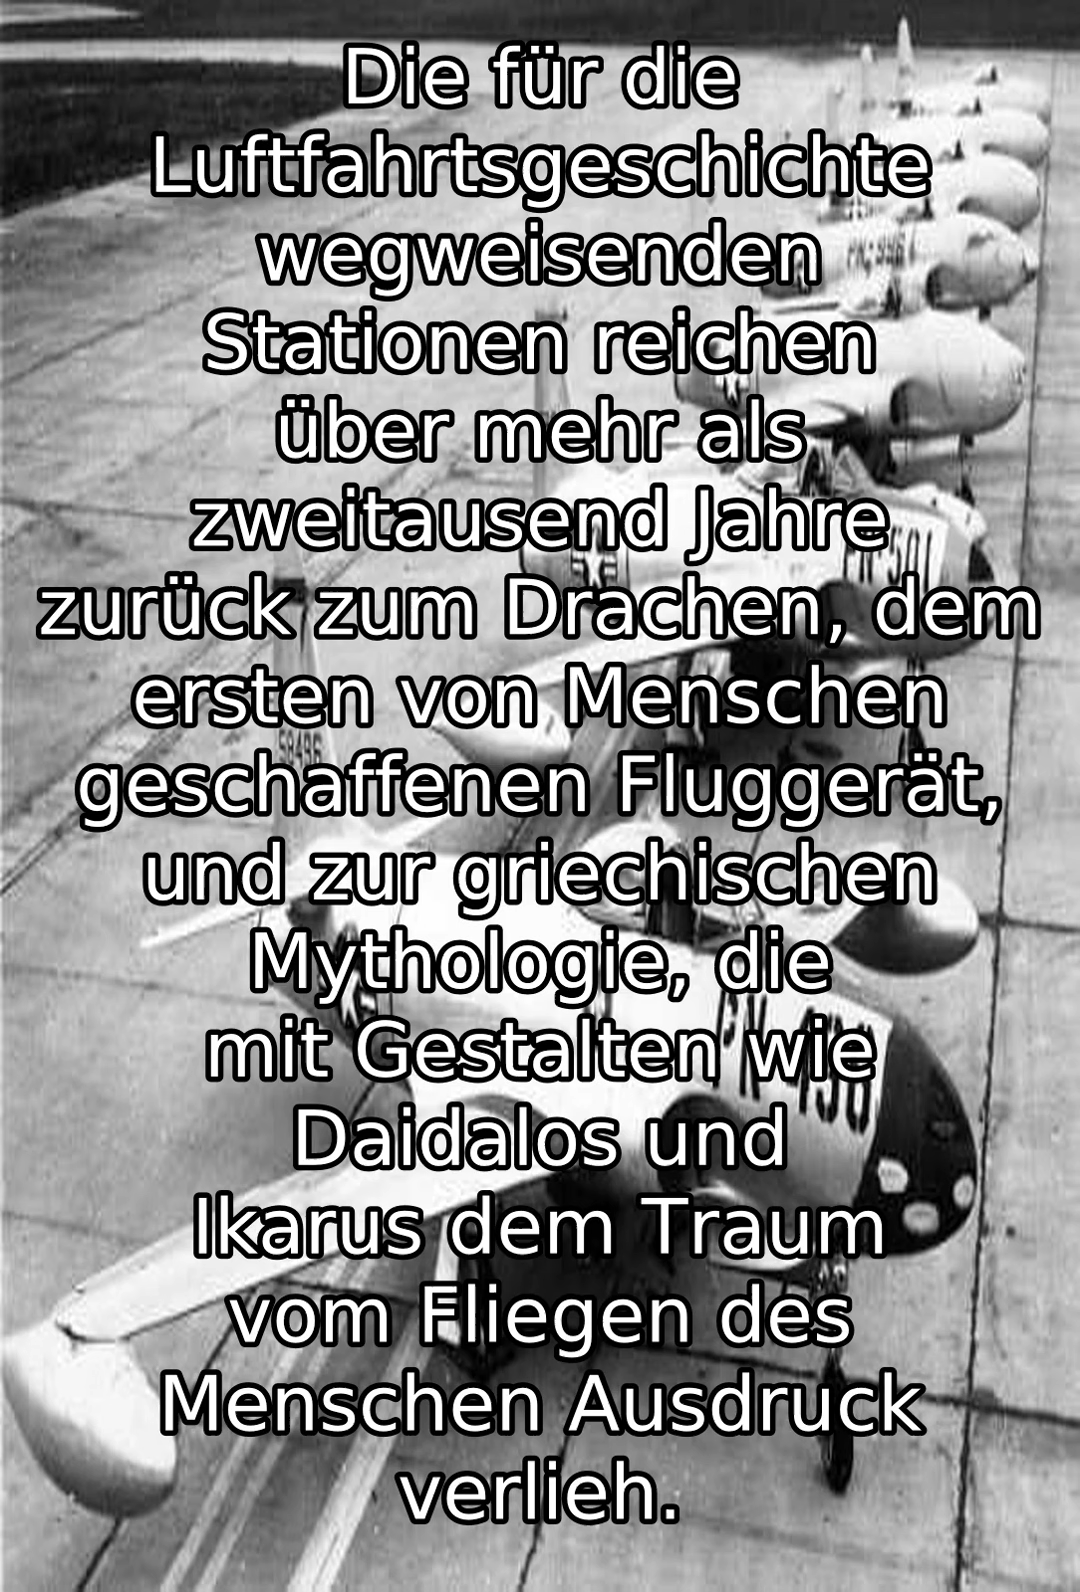 Die für die
Luftfahrtsgeschichte
wegweisenden
Stationen reichen
über mehr als
zweitausend Jahre
zurück zum Drachen, dem
ersten von Menschen
geschaffenen Fluggerät,
und zur griechischen
Mythologie, die
mit Gestalten wie
Daidalos und
Ikarus dem Traum
vom Fliegen des
Menschen Ausdruck
verlieh.
58496